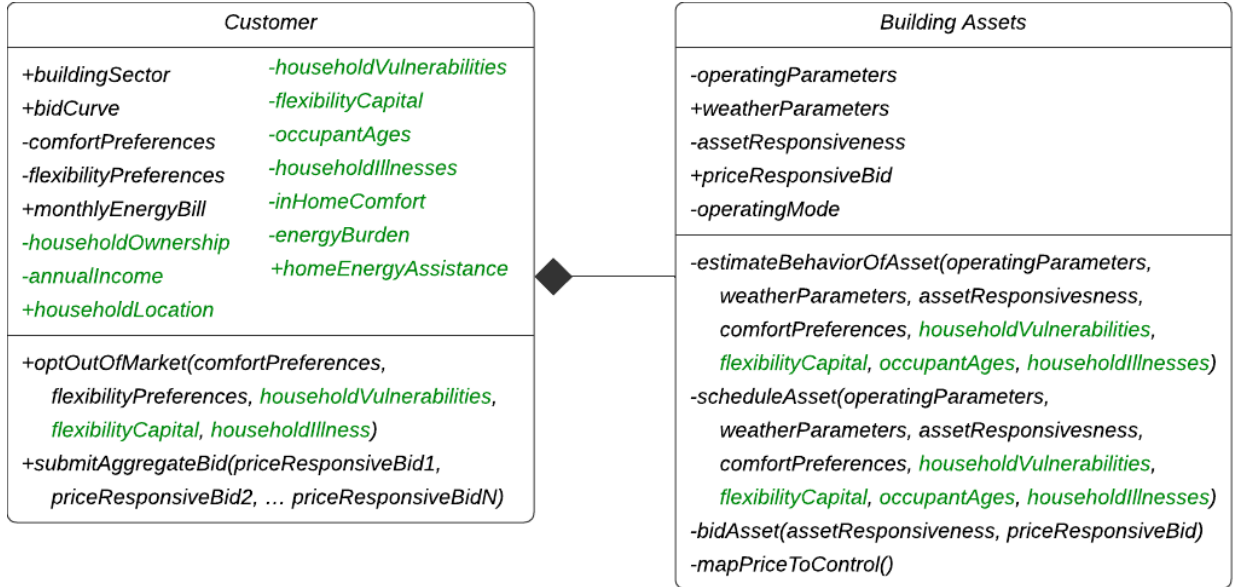 Customer
+buildingSector
+bidCurve
-comfortPreferences
-flexibilityPreferences
+monthlyEnergyBill
-householdOwnership
-annualIncome
+householdLocation
-householdVulnerabilities
-flexibilityCapital
-occupantAges
-householdIllnesses
-inHomeComfort
-energyBurden
+homeEnergyAssistance
+optOutOfMarket(comfortPreferences,
flexibilityPreferences, householdVulnerabilities,
flexibilityCapital, householdIllness)
+submitAggregateBid(priceResponsiveBid1,
priceResponsiveBid2, … priceResponsiveBidN)
Building Assets
-operatingParameters
+weatherParameters
-assetResponsiveness
+priceResponsiveBid
-operatingMode
-estimateBehaviorOfAsset(operatingParameters,
weatherParameters, assetResponsivesness,
comfortPreferences, householdVulnerabilities,
flexibilityCapital, occupantAges, householdIllnesses)
-scheduleAsset(operatingParameters,
weatherParameters, assetResponsiveness,
comfortPreferences, householdVulnerabilities,
flexibilityCapital, occupantAges, householdIllnesses)
-bidAsset(assetResponsiveness, priceResponsiveBid)
-mapPriceToControl()